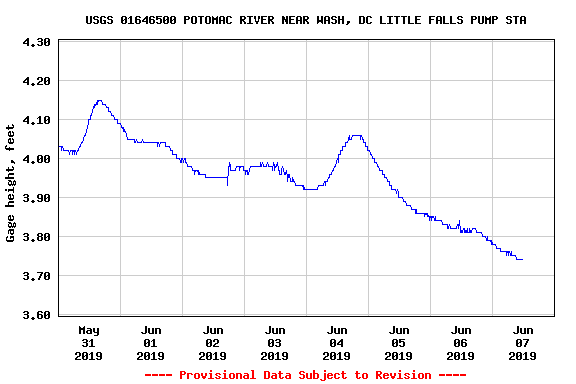 USGS 01646500 POTOMAC RIVER NEAR WASH, DC LITTLE FALLS PUMP STA
4.30
4.20
4.10
4.00
3.90
3.80
3.70
3.60
Gage height, feet
May Jun Jun Jun Jun Jun Jun Jun
31 01 02 03 04 05 06 07
2019 2019 2019 2019 2019 2019 2019 2019
---- Provisional Data Subject to Revision ----